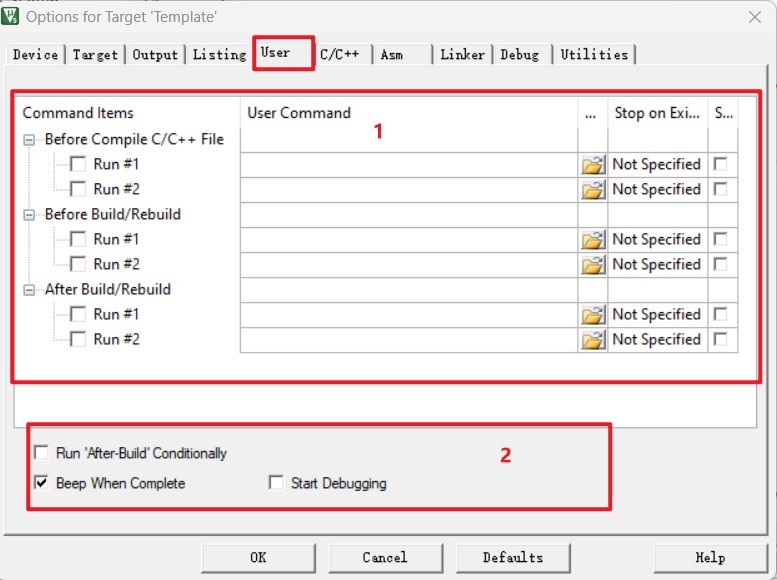 Options for Target 'Template'
Device Target Output Listing User C/C++ Asm Linker Debug Utilities
Command Items User Command ... Stop on Exi... S...
1
Before Compile C/C++ File
Run #1 Not Specified
Run #2 Not Specified
Before Build/Rebuild
Run #1 Not Specified
Run #2 Not Specified
After Build/Rebuild
Run #1 Not Specified
Run #2 Not Specified
Run 'After-Build' Conditionally
2
Beep When Complete Start Debugging
OK Cancel Defaults Help